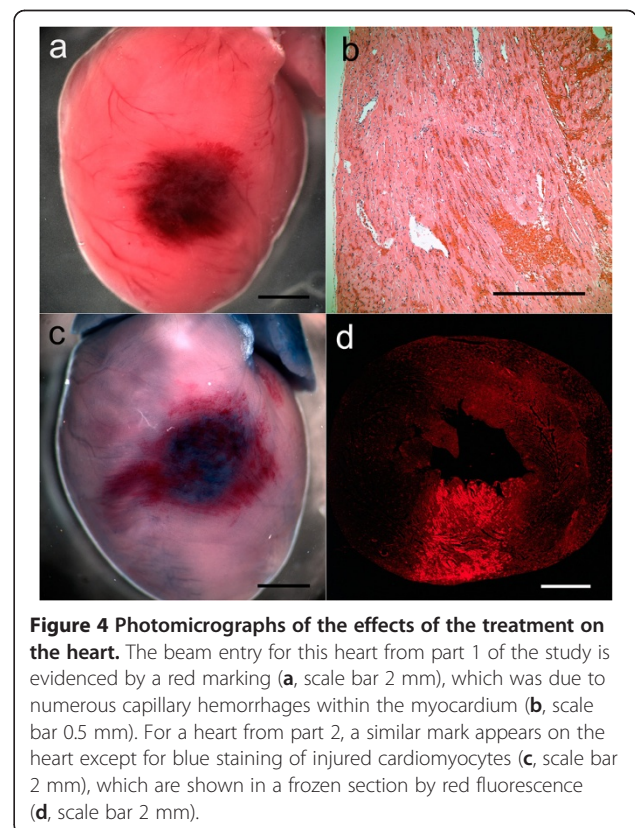 a
b
c
d
Figure 4 Photomicrographs of the effects of the treatment on
the heart. The beam entry for this heart from part 1 of the study is
evidenced by a red marking (a, scale bar 2 mm), which was due to
numerous capillary hemorrhages within the myocardium (b, scale
bar 0.5 mm). For a heart from part 2, a similar mark appears on the
heart except for blue staining of injured cardiomyocytes (c, scale bar
2 mm), which are shown in a frozen section by red fluorescence
(d, scale bar 2 mm).